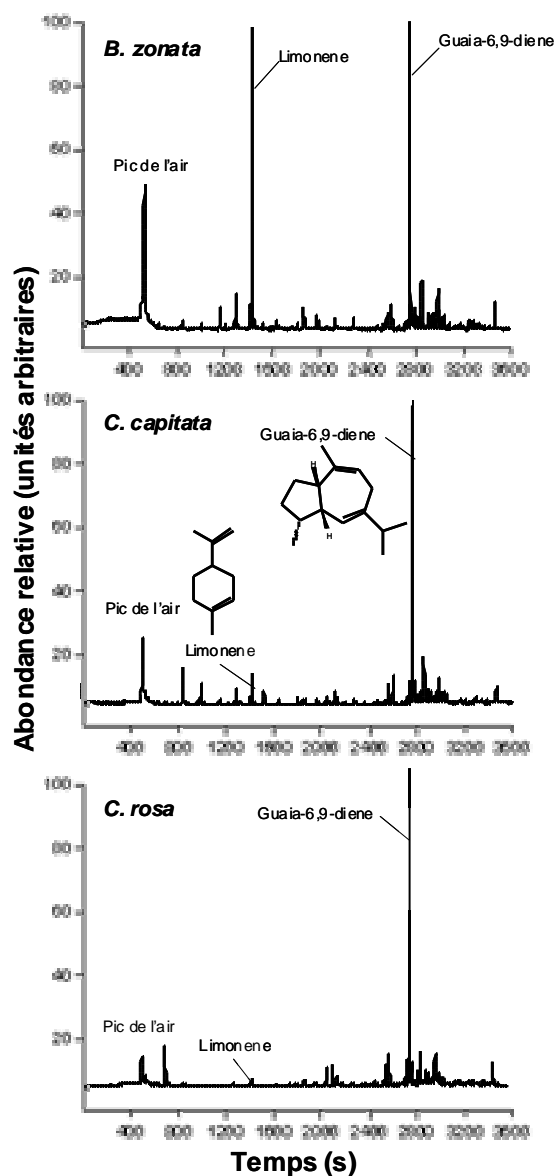 Abondance relative (unités arbitraires)
B. zonata
100
80
60
40
20
Pic de l'air
Limonene
Guaia-6,9-diene
400 800 1200 1600 2000 2400 2800 3200 3600
C. capitata
100
80
60
40
20
Pic de l'air
Limonene
Guaia-6,9-diene
H
H
400 800 1200 1600 2000 2400 2800 3200 3600
C. rosa
100
80
60
40
20
Pic de l'air
Limonene
Guaia-6,9-diene
400 800 1200 1600 2000 2400 2800 3200 3600
Temps (s)